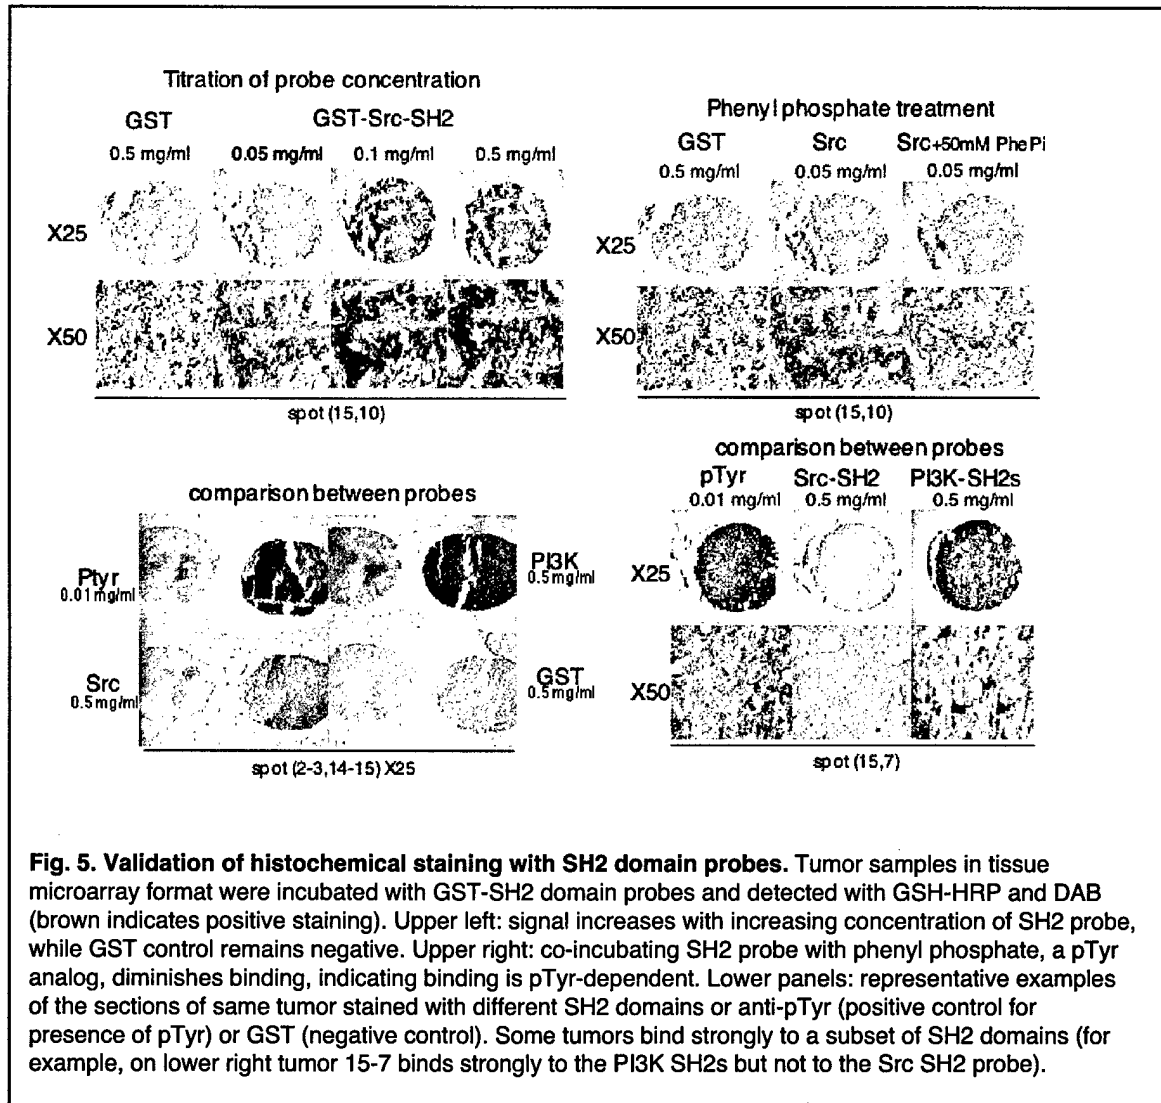 Titration of probe concentration
GST GST-Src-SH2
0.5 mg/ml 0.05 mg/ml 0.1 mg/ml 0.5 mg/ml
X25
X50
spot (15,10)
Phenyl phosphate treatment
GST Src Src+50mM PhePi
0.5 mg/ml 0.05 mg/ml 0.05 mg/ml
X25
X50
spot (15,10)
comparison between probes
Ptyr
0.01 mg/ml
PI3K
0.5 mg/ml
Src
0.5 mg/ml
GST
0.5 mg/ml
spot (2-3,14-15) X25
comparison between probes
pTyr Src-SH2 PI3K-SH2s
0.01 mg/ml 0.5 mg/ml 0.5 mg/ml
X25
X50
spot (15,7)
Fig. 5. Validation of histochemical staining with SH2 domain probes. Tumor samples in tissue
microarray format were incubated with GST-SH2 domain probes and detected with GSH-HRP and DAB
(brown indicates positive staining). Upper left: signal increases with increasing concentration of SH2 probe,
while GST control remains negative. Upper right: co-incubating SH2 probe with phenyl phosphate, a pTyr
analog, diminishes binding, indicating binding is pTyr-dependent. Lower panels: representative examples
of the sections of same tumor stained with different SH2 domains or anti-pTyr (positive control for
presence of pTyr) or GST (negative control). Some tumors bind strongly to a subset of SH2 domains (for
example, on lower right tumor 15-7 binds strongly to the PI3K SH2s but not to the Src SH2 probe).